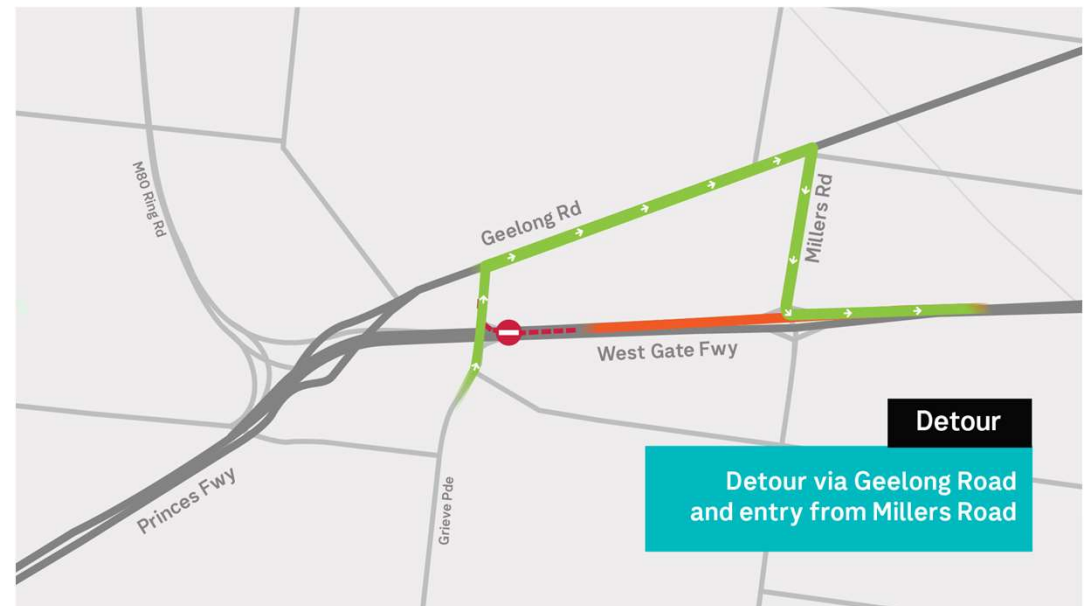 M80 Ring Rd
Geelong Rd
Millers Rd
West Gate Fwy
Princes Fwy
Grieve Pde
Detour
Detour via Geelong Road
and entry from Millers Road